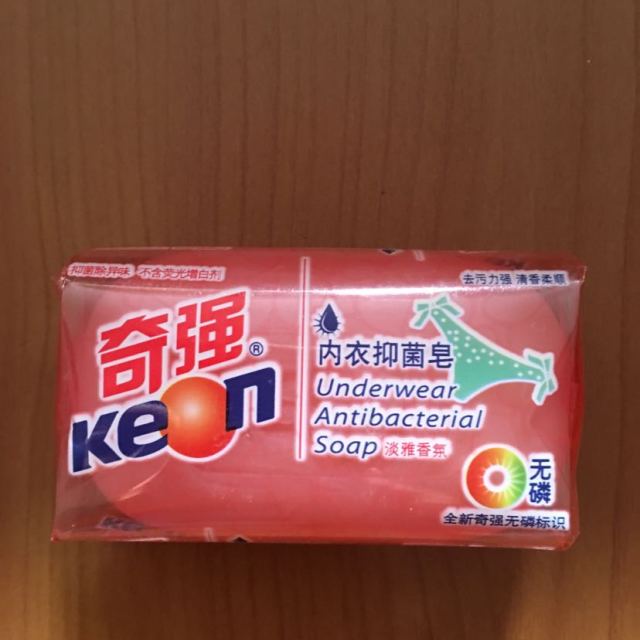 抑菌除异味 不含荧光增白剂
去污力强 清香柔顺
奇强®
Keon
内衣抑菌皂
Underwear
Antibacterial
Soap 淡雅香氛
无磷
全新奇强无磷标识